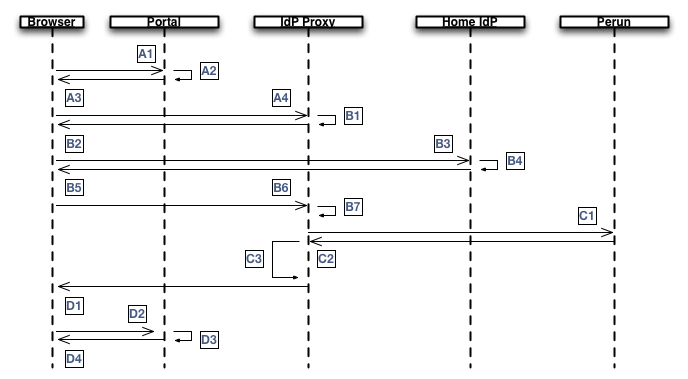 Browser Portal IdP Proxy Home IdP Perun
A1
A2
A3 A4
B1
B2 B3
B4
B5 B6
B7
C1
C3 C2
D1
D2
D3
D4